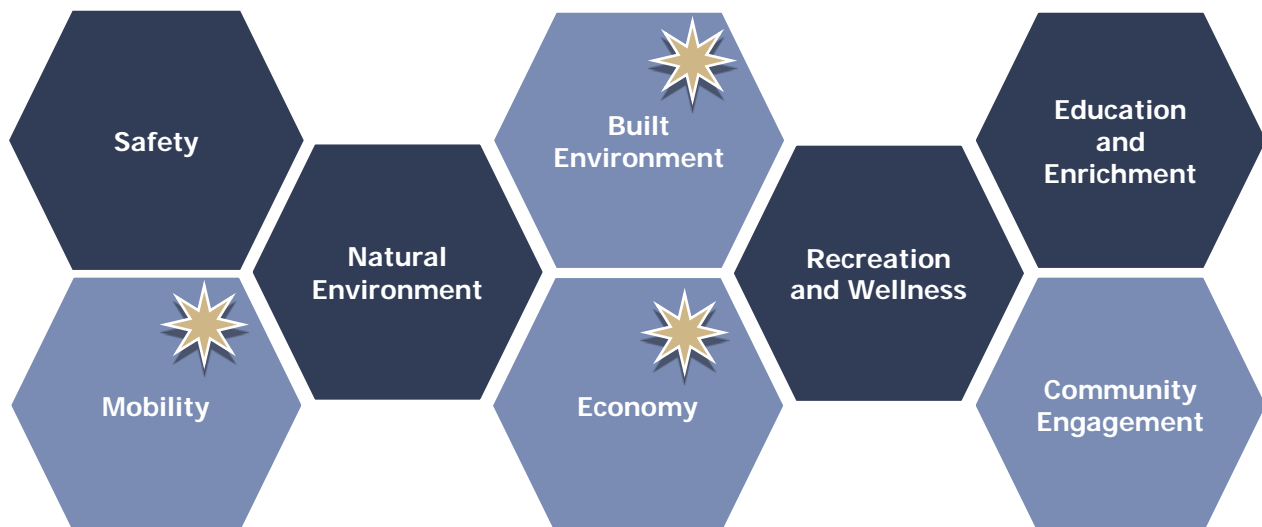 Safety
Mobility
Natural
Environment
Built
Environment
Economy
Recreation
and Wellness
Education
and
Enrichment
Community
Engagement